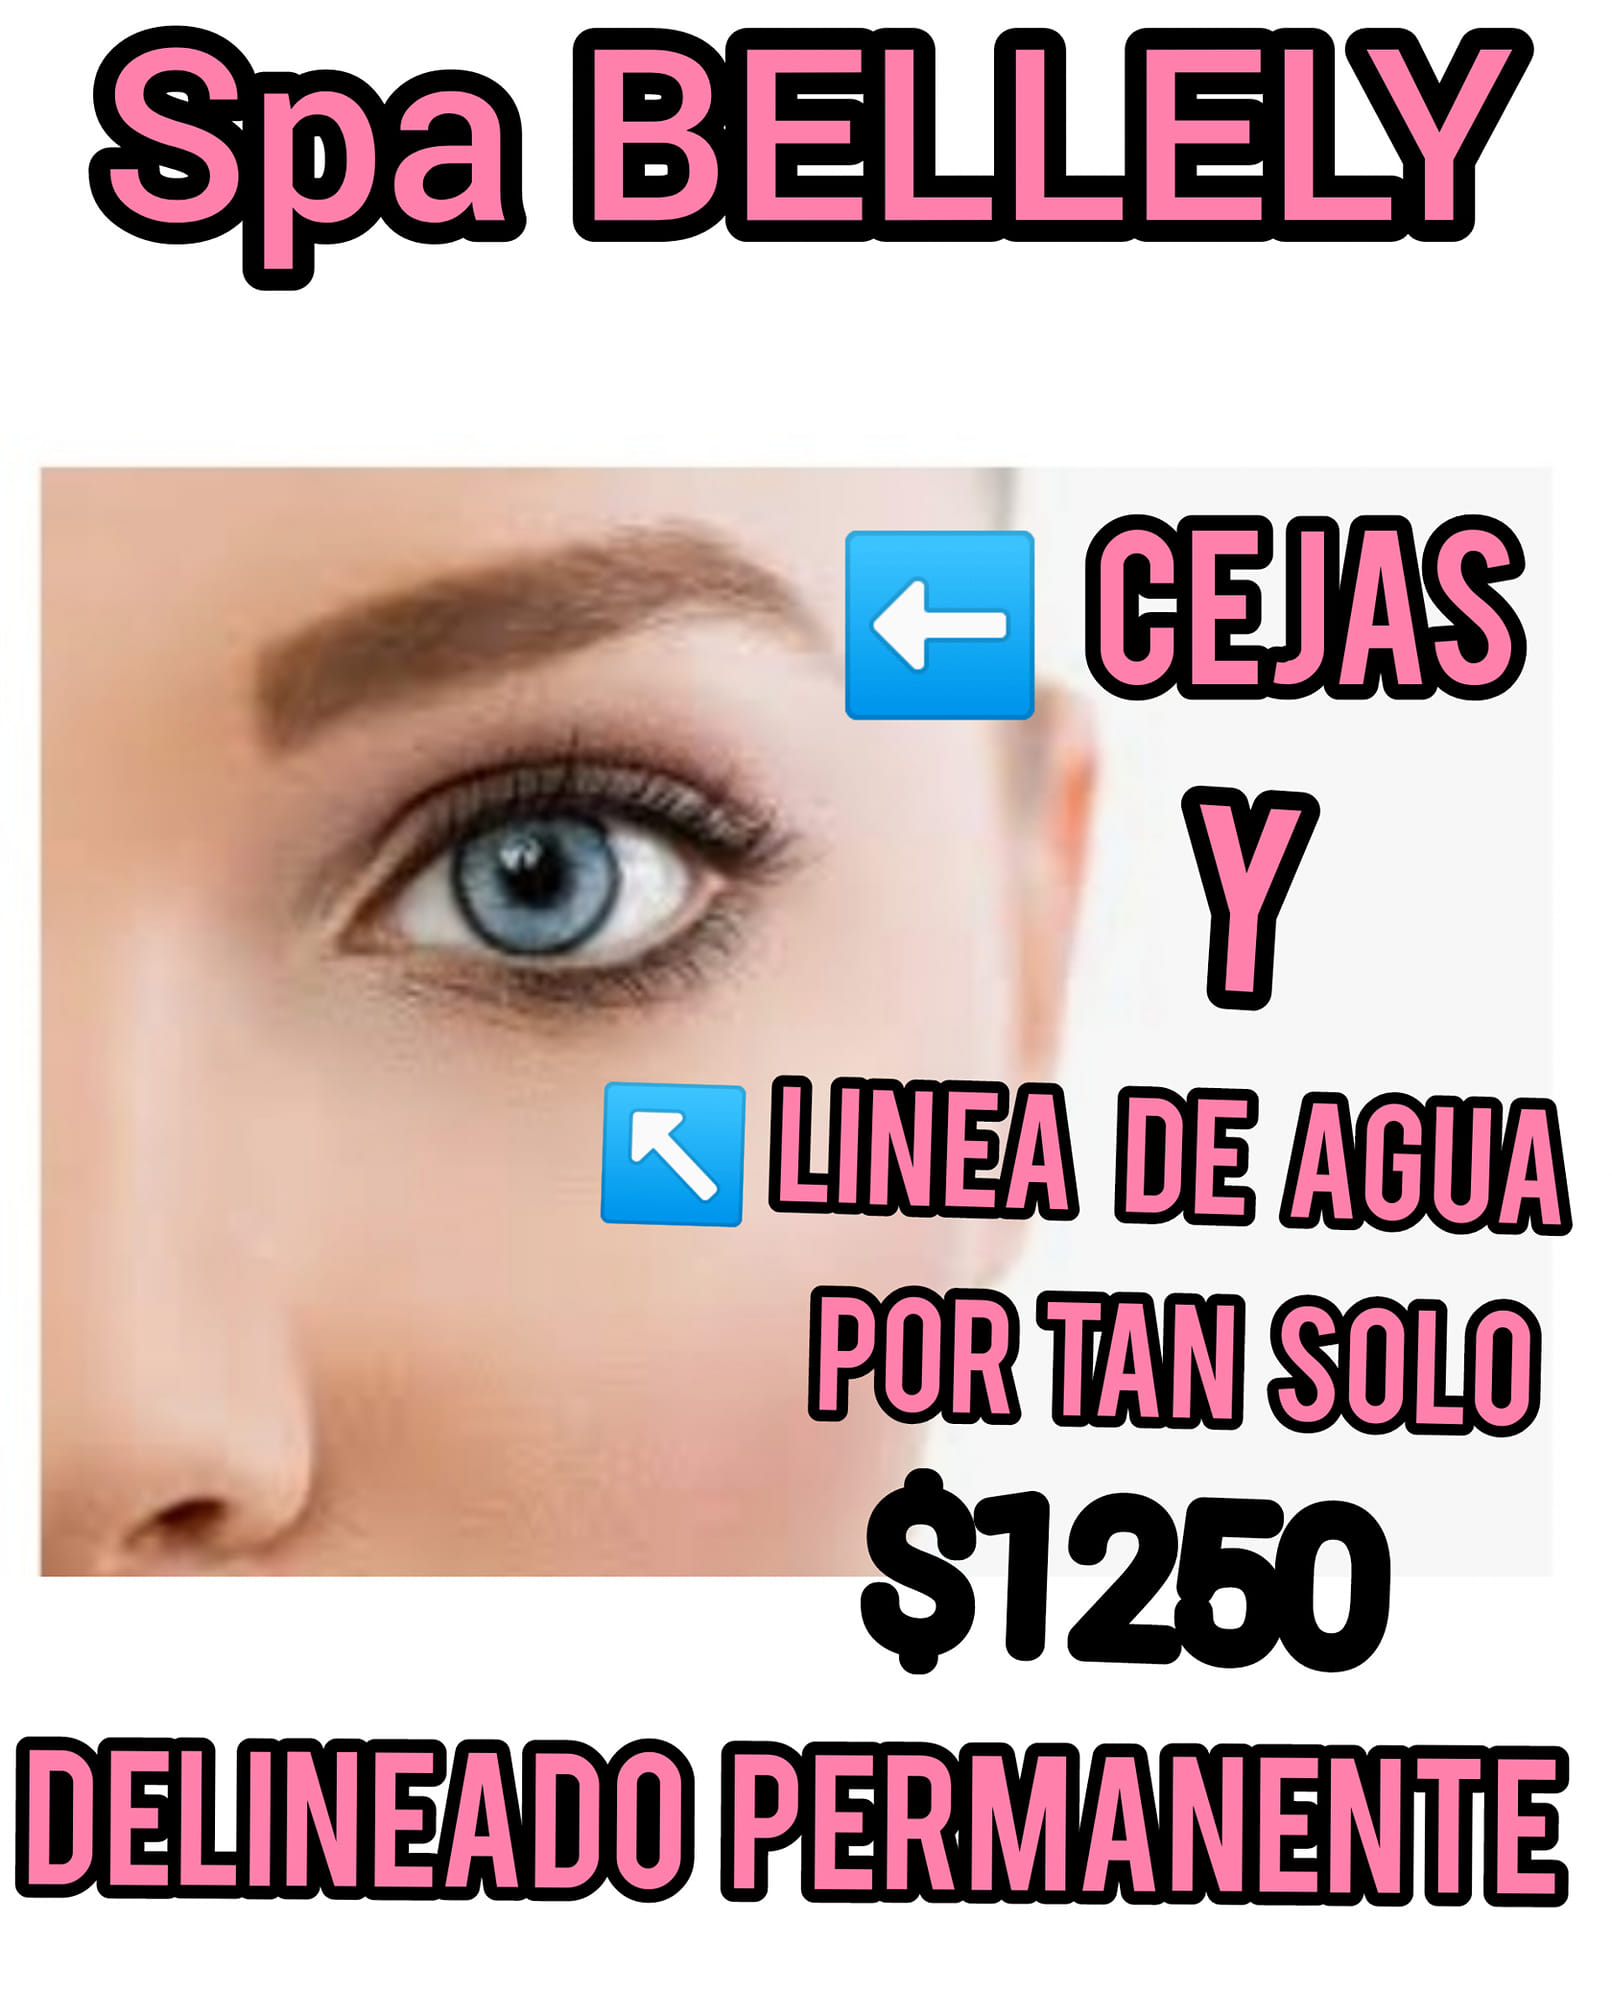 Spa BELLELY
CEJAS
Y
LINEA DE AGUA
POR TAN SOLO
$1250
DELINEADO PERMANENTE